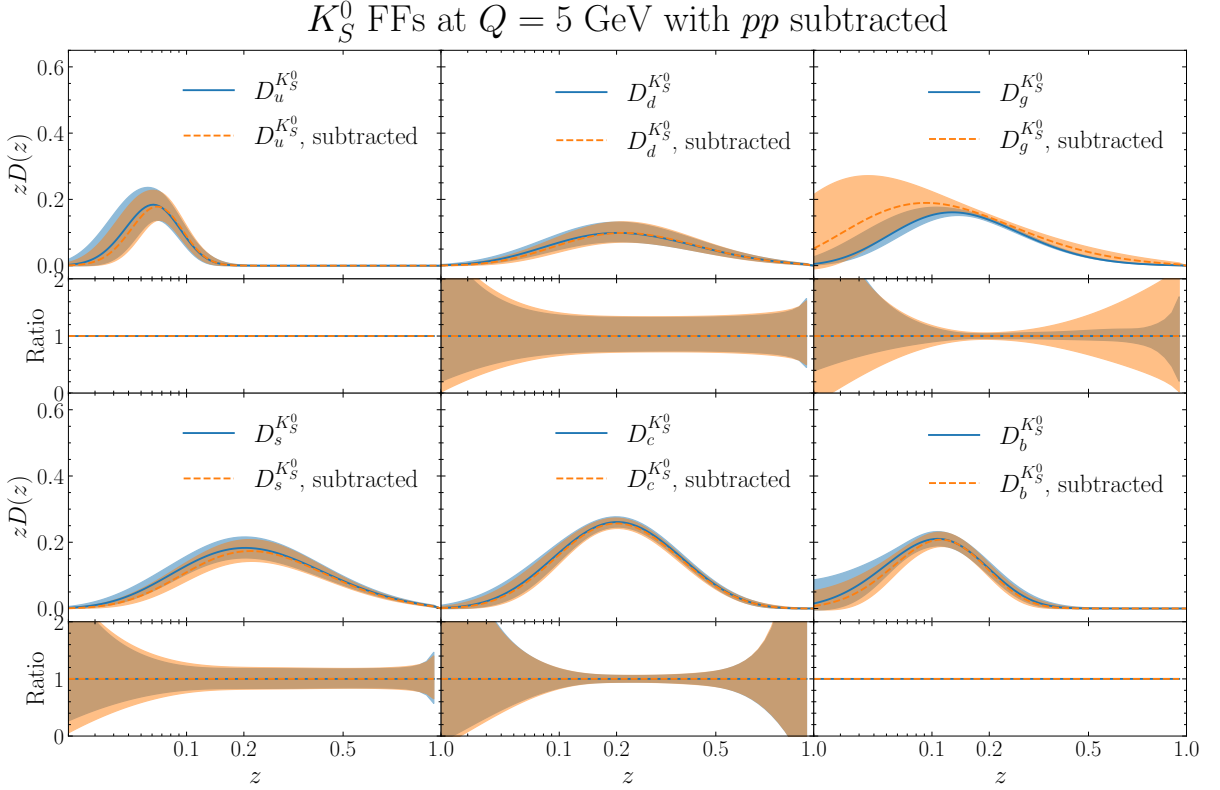 K_S^0 FFs at Q = 5 GeV with pp subtracted
zD(z)
0.6
0.4
0.2
0.0
D_u^{K_S^0}
D_u^{K_S^0}, subtracted
D_d^{K_S^0}
D_d^{K_S^0}, subtracted
D_g^{K_S^0}
D_g^{K_S^0}, subtracted
Ratio
2
1
0
zD(z)
0.6
0.4
0.2
0.0
D_s^{K_S^0}
D_s^{K_S^0}, subtracted
D_c^{K_S^0}
D_c^{K_S^0}, subtracted
D_b^{K_S^0}
D_b^{K_S^0}, subtracted
Ratio
2
1
0
0.1 0.2 0.5 1.0 0.1 0.2 0.5 1.0 0.1 0.2 0.5 1.0
z z z